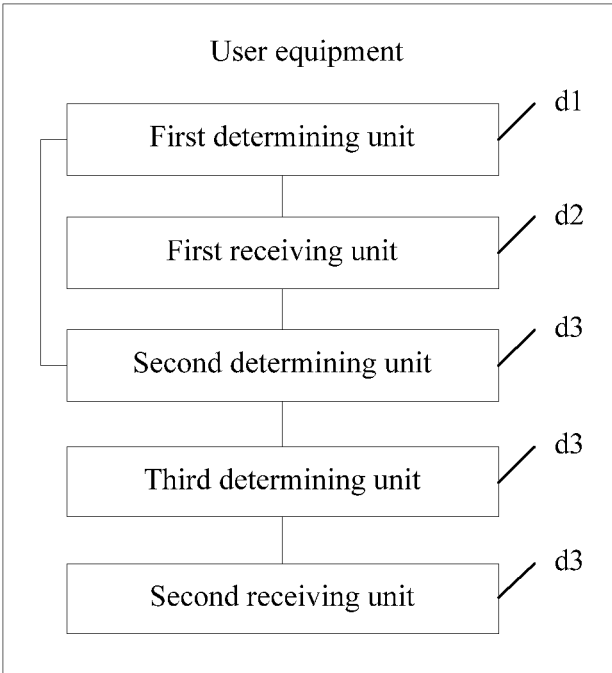 User equipment
d1
First determining unit
d2
First receiving unit
d3
Second determining unit
d3
Third determining unit
d3
Second receiving unit